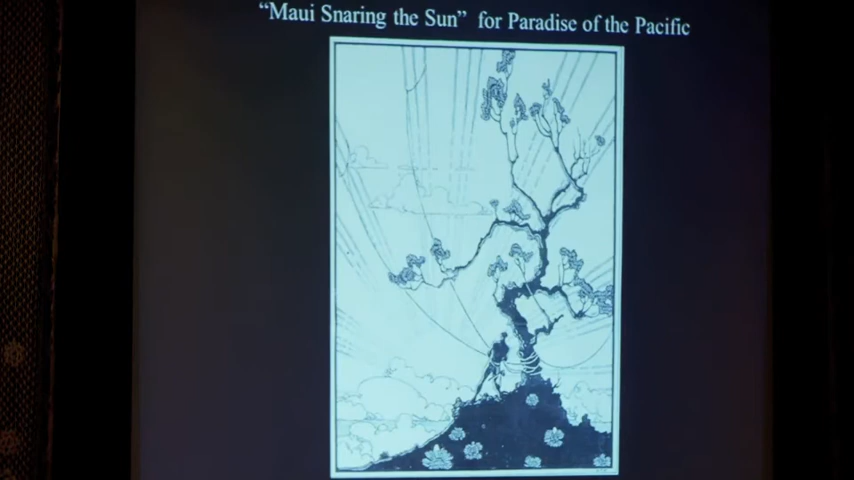 “Maui Snaring the Sun” for Paradise of the Pacific